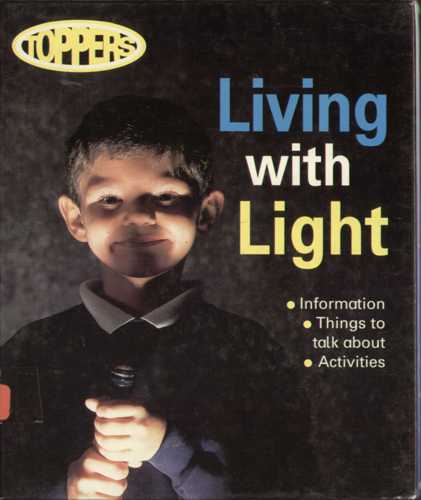 TOPPERS
Living
with
Light
• Information
• Things to
talk about
• Activities